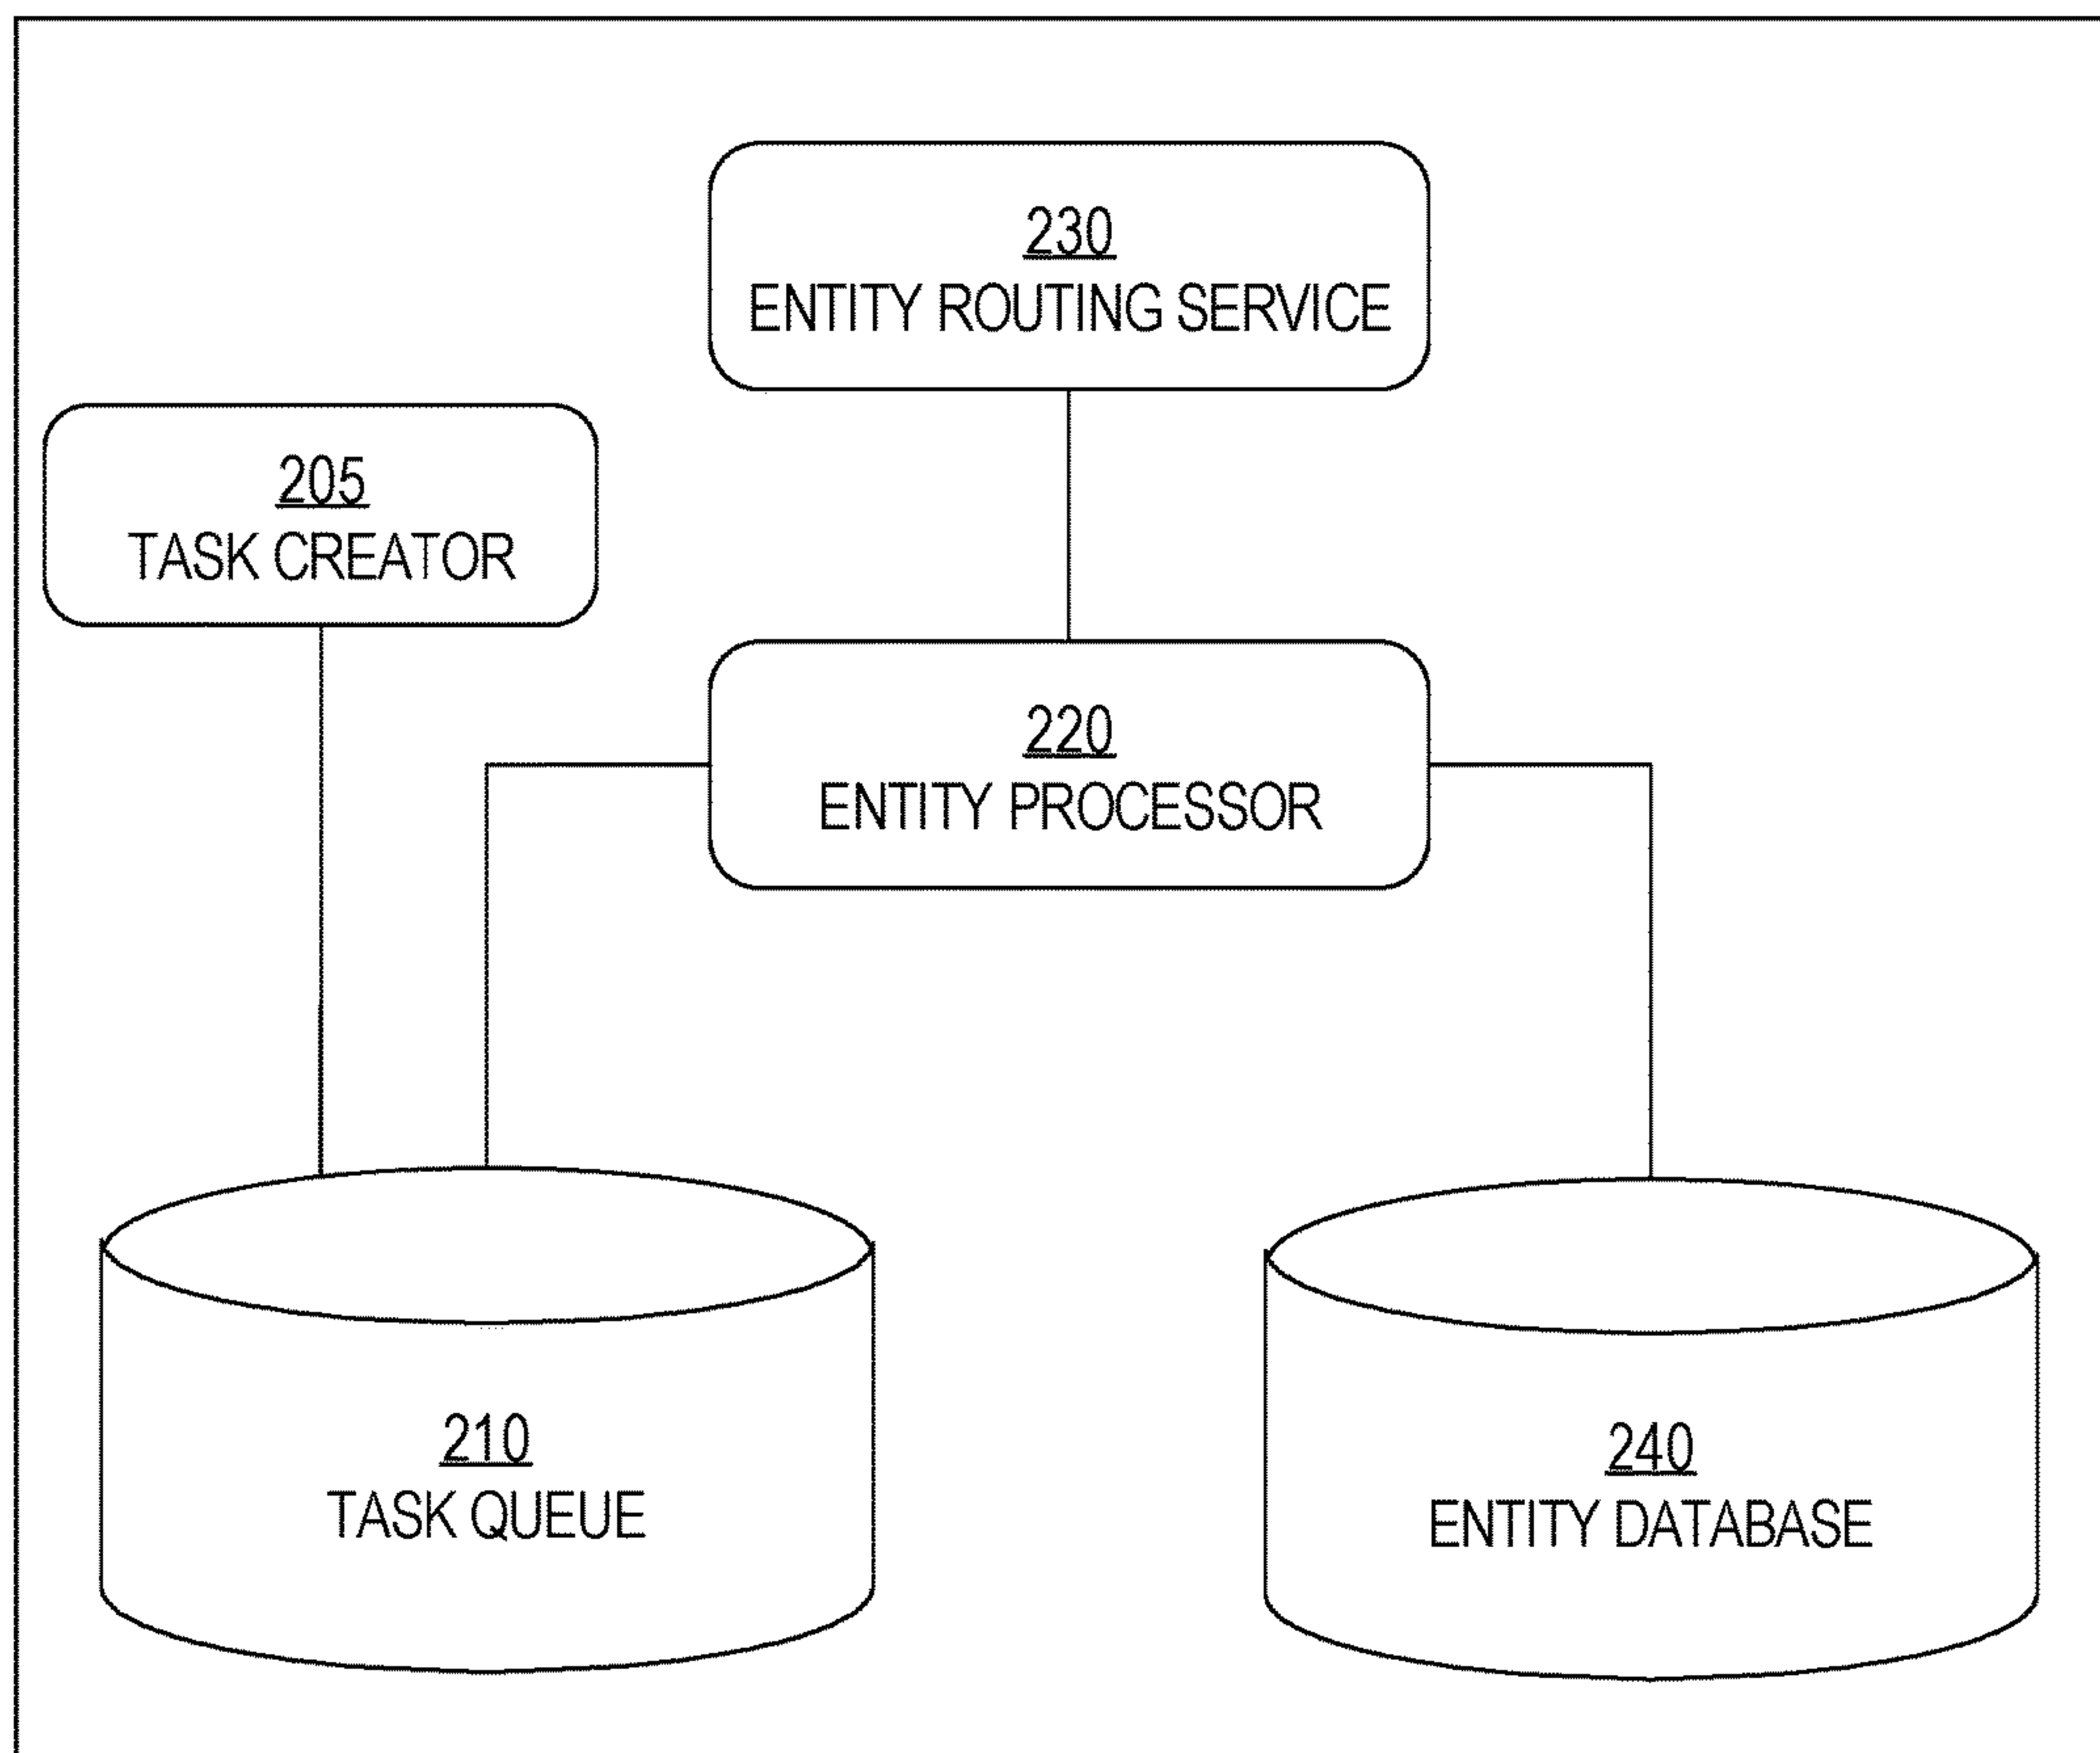 230
ENTITY ROUTING SERVICE
205
TASK CREATOR
220
ENTITY PROCESSOR
210
TASK QUEUE
240
ENTITY DATABASE